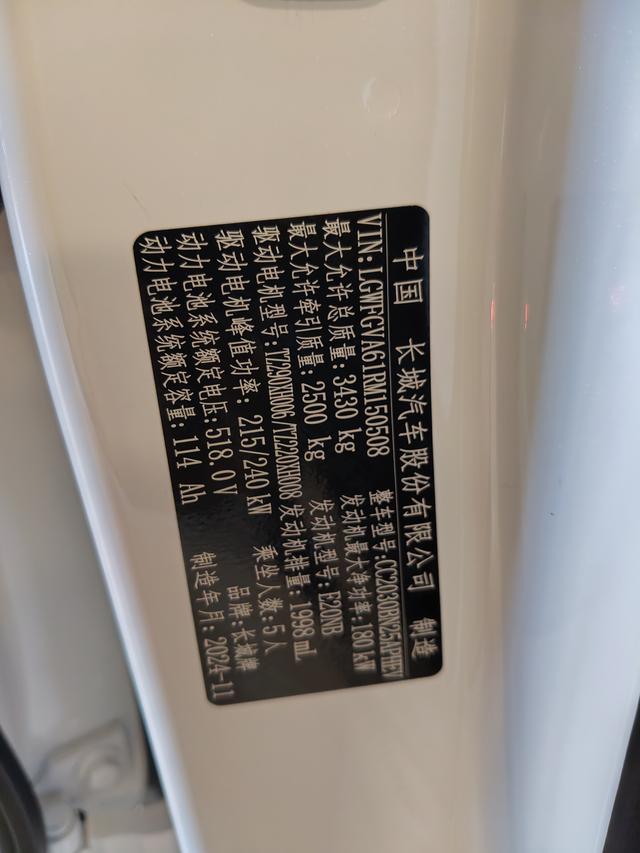 中国 长城汽车股份有限公司 制造
VIN:LGWFGVA61RM150508 整车型号:CC2030BN25APHEV
最大允许总质量:3430 kg 发动机最大净功率:180 kW
最大允许牵引质量:2500 kg 发动机型号:E20NB
驱动电机型号:TZ290XH006/TZ220XH008 发动机排量:1998 mL
驱动电机峰值功率: 215/240 kW 乘坐人数:5人
动力电池系统额定电压:518.0V 品牌:长城牌
动力电池系统额定容量:114 Ah 制造年月:2024-11